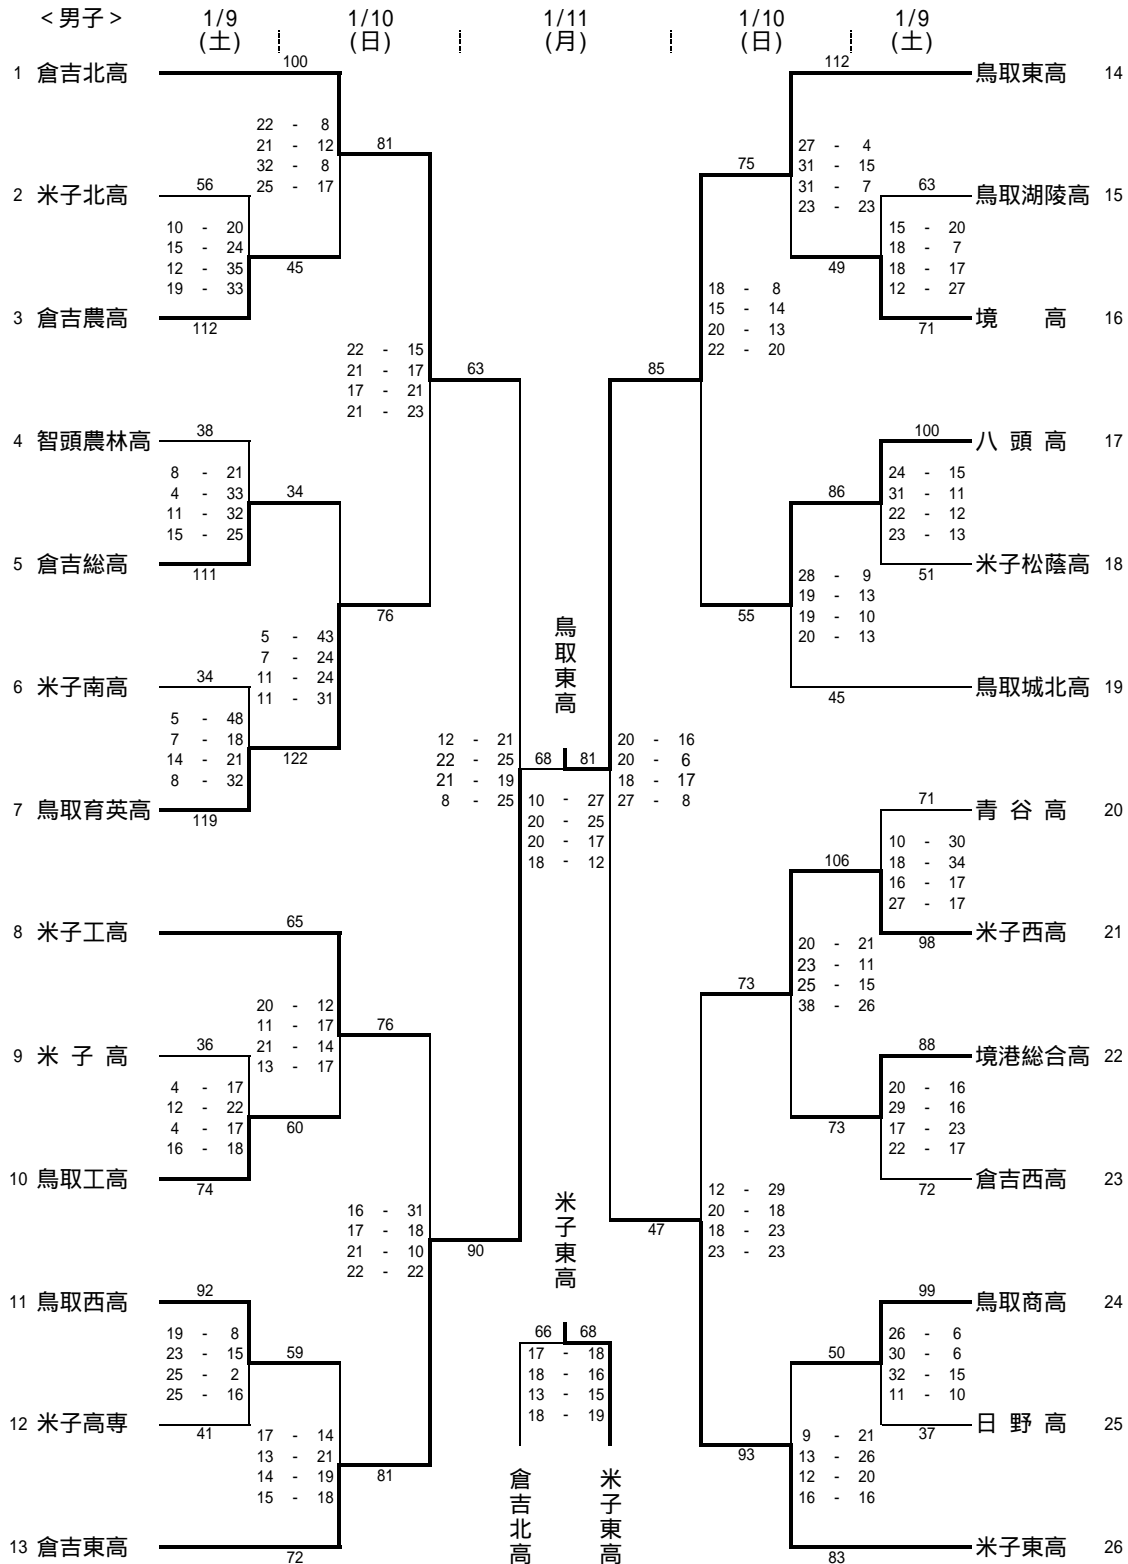 ＜男子＞
1/9
(土)
1/10
(日)
1/11
(月)
1/10
(日)
1/9
(土)
1 倉吉北高
100
22 - 8
21 - 12
32 - 8
25 - 17
81
2 米子北高
56
10 - 20
15 - 24
12 - 35
19 - 33
45
3 倉吉農高
112
22 - 15
21 - 17
17 - 21
21 - 23
63
4 智頭農林高
38
8 - 21
4 - 33
11 - 32
15 - 25
34
5 倉吉総高
111
76
5 - 43
7 - 24
11 - 24
11 - 31
6 米子南高
34
5 - 48
7 - 18
14 - 21
8 - 32
122
7 鳥取育英高
119
12 - 21
22 - 25
21 - 19
8 - 25
8 米子工高
65
20 - 12
11 - 17
21 - 14
13 - 17
76
9 米子高
36
4 - 17
12 - 22
4 - 17
16 - 18
60
10 鳥取工高
74
16 - 31
17 - 18
21 - 10
22 - 22
90
11 鳥取西高
92
19 - 8
23 - 15
25 - 2
25 - 16
59
12 米子高専
41
17 - 14
13 - 21
14 - 19
15 - 18
81
13 倉吉東高
72
鳥取東高
68 81
10 - 27
20 - 25
20 - 17
18 - 12
米子東高
66 68
17 - 18
18 - 16
13 - 15
18 - 19
倉吉北高
米子東高
112
鳥取東高 14
75
27 - 4
31 - 15
31 - 7
23 - 23
63
鳥取湖陵高 15
15 - 20
18 - 7
18 - 17
12 - 27
49
71
境高 16
18 - 8
15 - 14
20 - 13
22 - 20
85
100
八頭高 17
24 - 15
31 - 11
22 - 12
23 - 13
86
51
米子松蔭高 18
28 - 9
19 - 13
19 - 10
20 - 13
55
45
鳥取城北高 19
20 - 16
20 - 6
18 - 17
27 - 8
71
青谷高 20
10 - 30
18 - 34
16 - 17
27 - 17
106
98
米子西高 21
20 - 21
23 - 11
25 - 15
38 - 26
73
88
境港総合高 22
20 - 16
29 - 16
17 - 23
22 - 17
73
72
倉吉西高 23
12 - 29
20 - 18
18 - 23
23 - 23
47
99
鳥取商高 24
26 - 6
30 - 6
32 - 15
11 - 10
50
37
日野高 25
9 - 21
13 - 26
12 - 20
16 - 16
93
83
米子東高 26